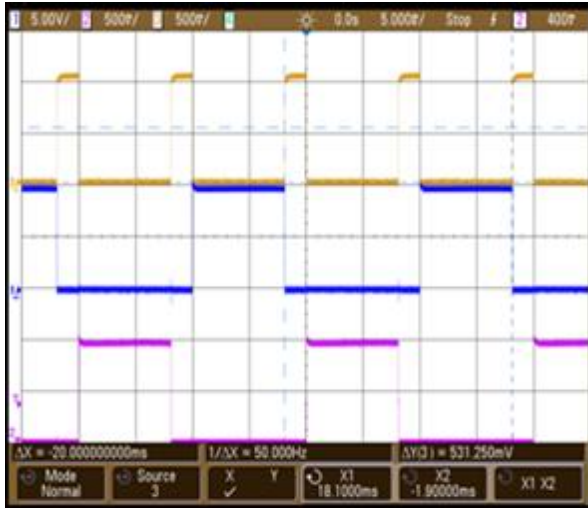 1 5.00V/ 2 500▼/ 3 500▼/ 4 0.0s 5.000▼/ Stop 2 400▼
ΔX = -20.000000000ms 1/ΔX = 50.000Hz ΔY(3) = 531.250mV
Mode Normal
Source 3
X Y ✓
X1 18.1000ms
X2 -1.90000ms
X1 X2